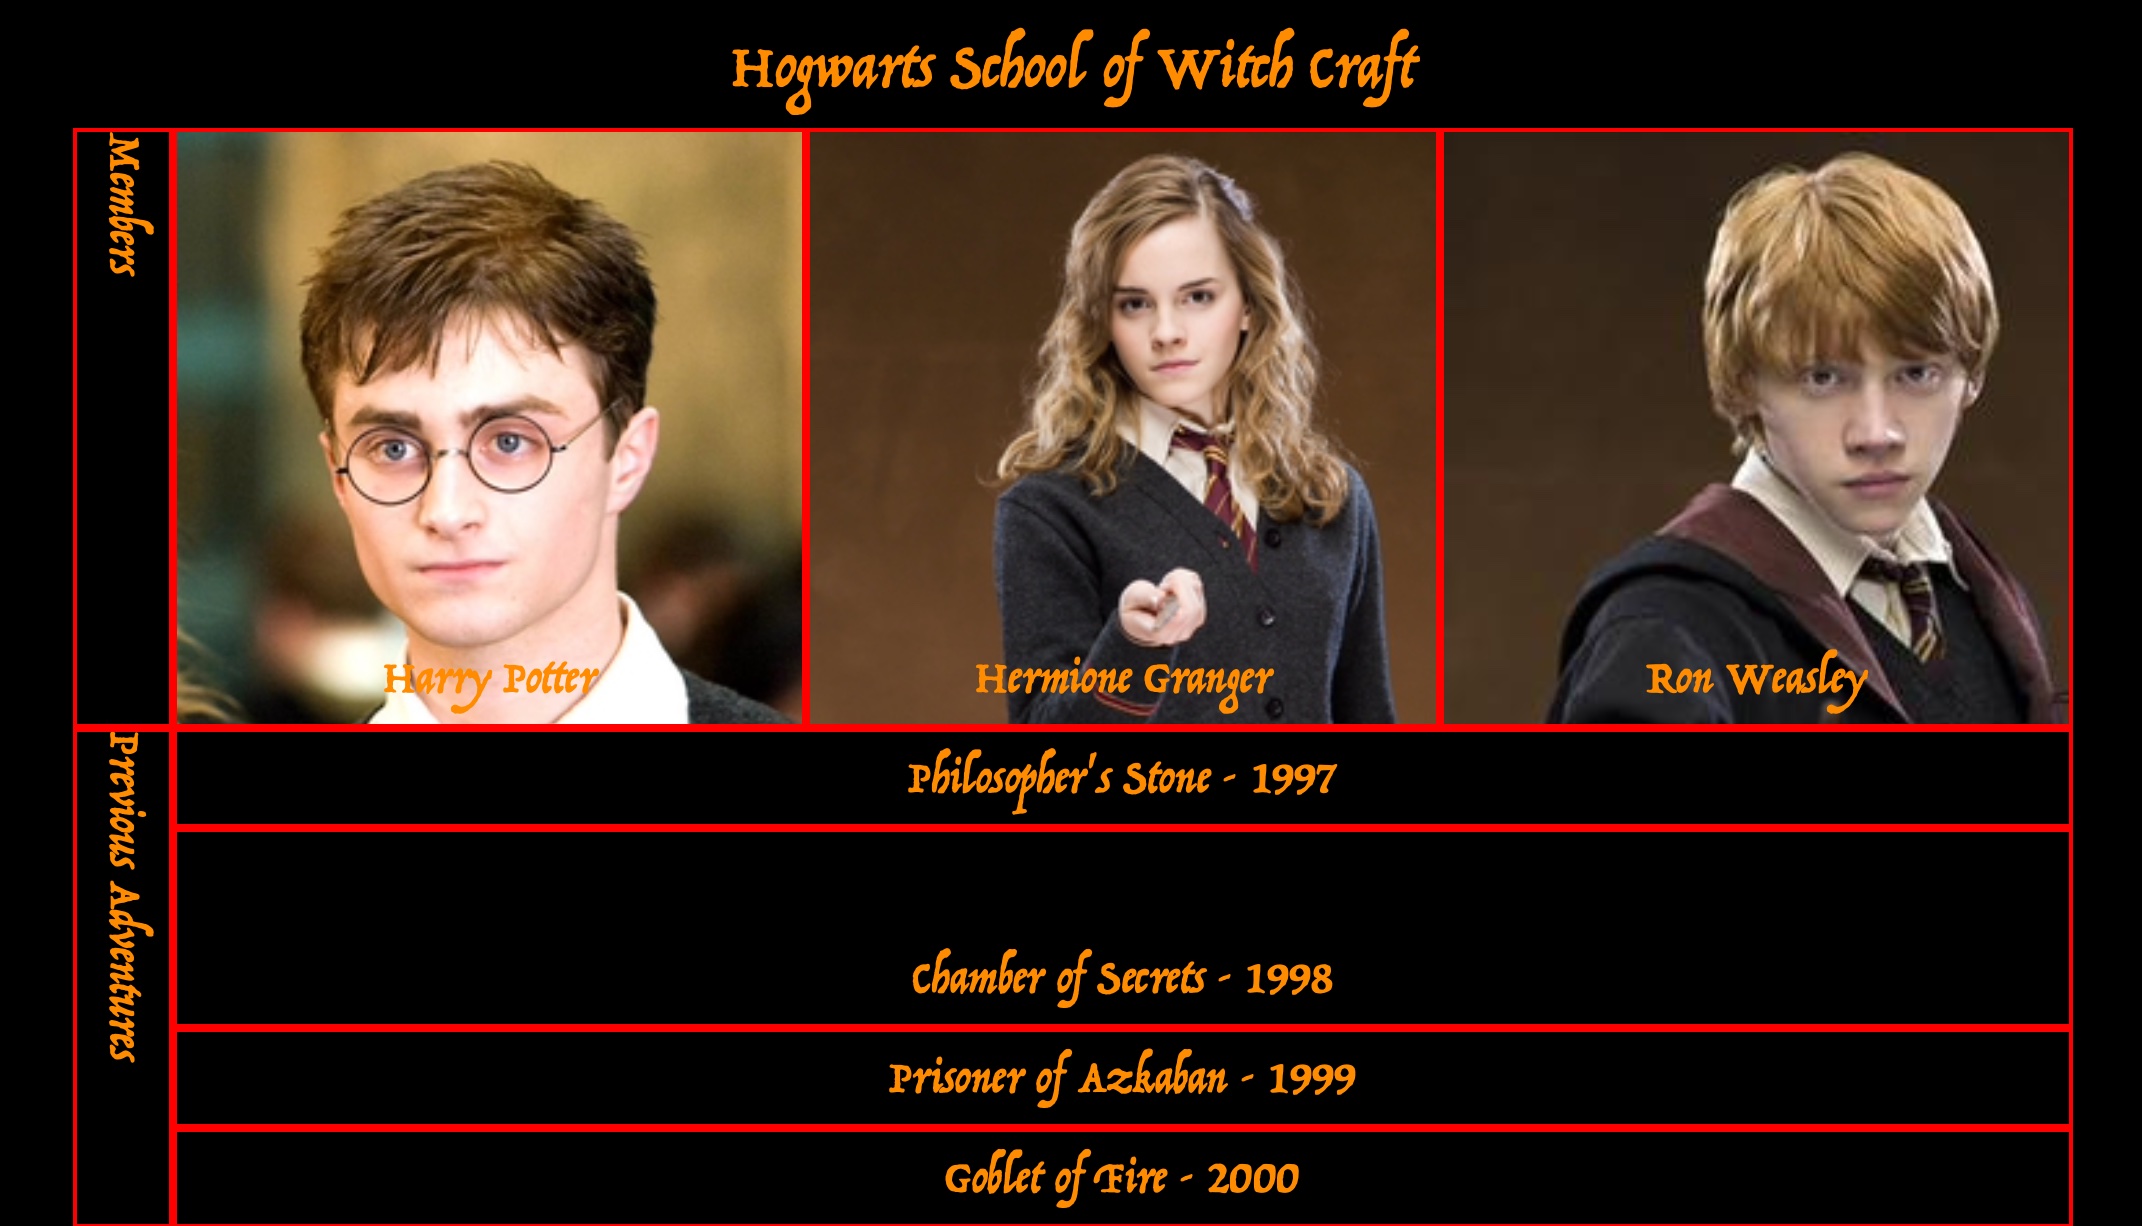 Hogwarts School of Witch Craft
Members
Harry Potter
Hermione Granger
Ron Weasley
Previous Adventures
Philosopher's Stone - 1997
Chamber of Secrets - 1998
Prisoner of Azkaban - 1999
Goblet of Fire - 2000